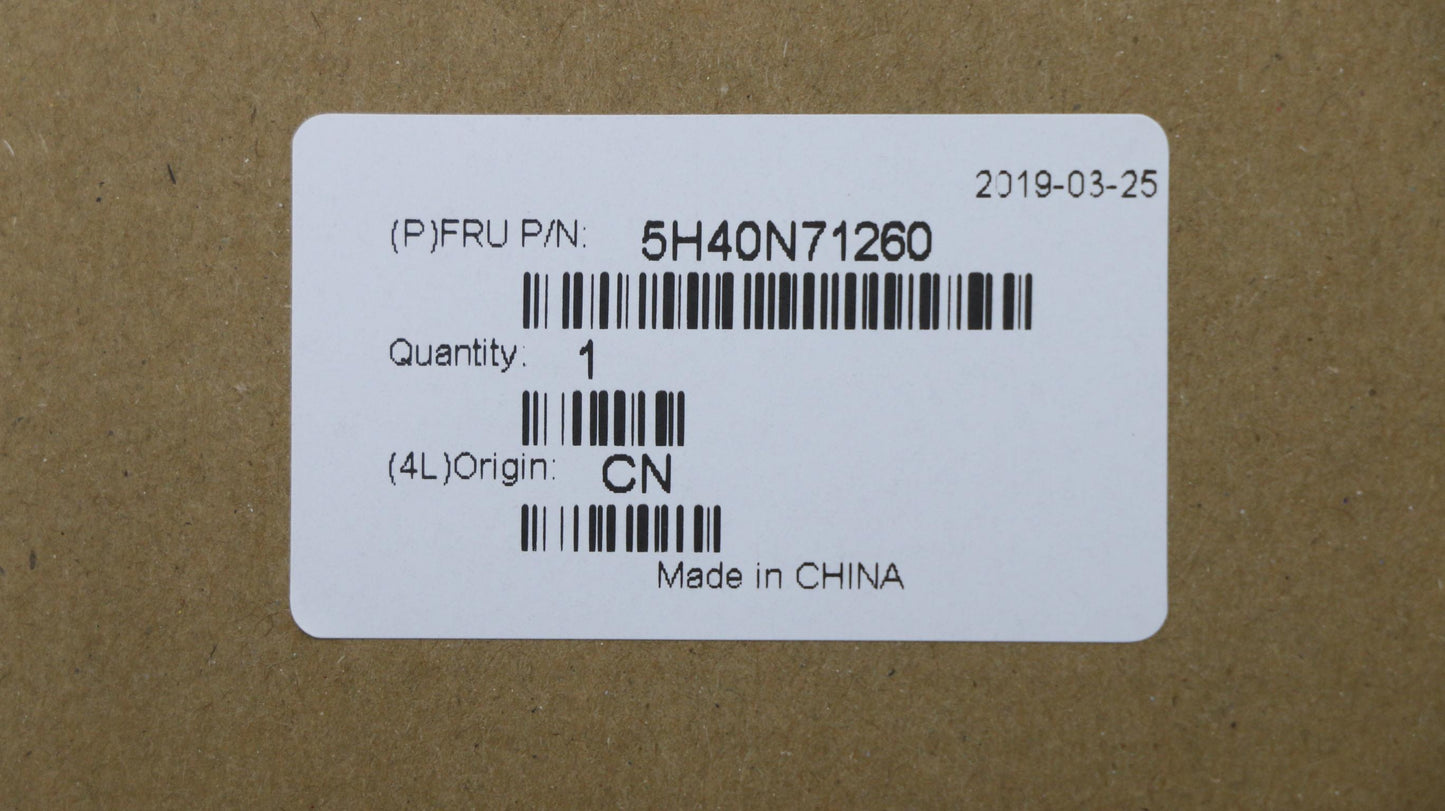 2019-03-25
(P)FRU P/N: 5H40N71260
Quantity: 1
(4L)Origin: CN
Made in CHINA